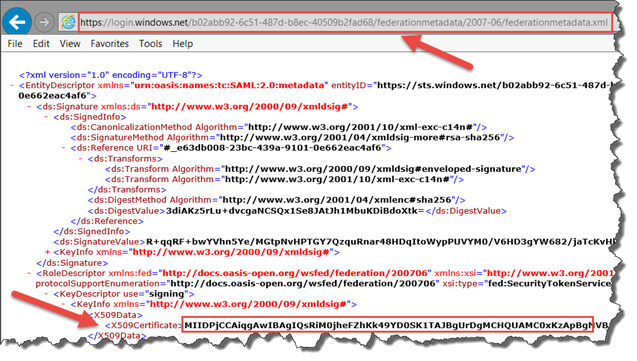 https://login.windows.net/b02abb92-6c51-487d-b8ec-40509b2fad68/federationmetadata/2007-06/federationmetadata.xml
File Edit View Favorites Tools Help
<?xml version="1.0" encoding="UTF-8"?>
- <EntityDescriptor xmlns="urn:oasis:names:tc:SAML:2.0:metadata" entityID="https://sts.windows.net/b02abb92-6c51-487d-b
0e662eac4af6">
- <ds:Signature xmlns:ds="http://www.w3.org/2000/09/xmldsig#">
- <ds:SignedInfo>
<ds:CanonicalizationMethod Algorithm="http://www.w3.org/2001/10/xml-exc-c14n#"/>
<ds:SignatureMethod Algorithm="http://www.w3.org/2001/04/xmldsig-more#rsa-sha256"/>
- <ds:Reference URI="#_e63db008-23bc-439a-9101-0e662eac4af6">
- <ds:Transforms>
<ds:Transform Algorithm="http://www.w3.org/2000/09/xmldsig#enveloped-signature"/>
<ds:Transform Algorithm="http://www.w3.org/2001/10/xml-exc-c14n#"/>
</ds:Transforms>
<ds:DigestMethod Algorithm="http://www.w3.org/2001/04/xmlenc#sha256"/>
<ds:DigestValue>3diAKz5rLu+dvcgaNCSQx1Se8JAtJh1MbuKDiBdoXtk=</ds:DigestValue>
</ds:Reference>
</ds:SignedInfo>
<ds:SignatureValue>R+qqRF+bwYVhn5Ye/MGtpNvHPTGY7QzquRnar48HDqItoWypPUVYM0/V6HD3gYW682/jaTcKvH
+ <KeyInfo xmlns="http://www.w3.org/2000/09/xmldsig#">
</ds:Signature>
- <RoleDescriptor xmlns:fed="http://docs.oasis-open.org/wsfed/federation/200706" xmlns:xsi="http://www.w3.org/2001
protocolSupportEnumeration="http://docs.oasis-open.org/wsfed/federation/200706" xsi:type="fed:SecurityTokenService
- <KeyDescriptor use="signing">
- <KeyInfo xmlns="http://www.w3.org/2000/09/xmldsig#">
<X509Data>
<X509Certificate>MIIDPjCCAiqgAwIBAgIQsRiM0jheFZhKk49YD0SK1TAJBgUrDgMCHQUAMC0xKzApBgNVB
</X509Data>